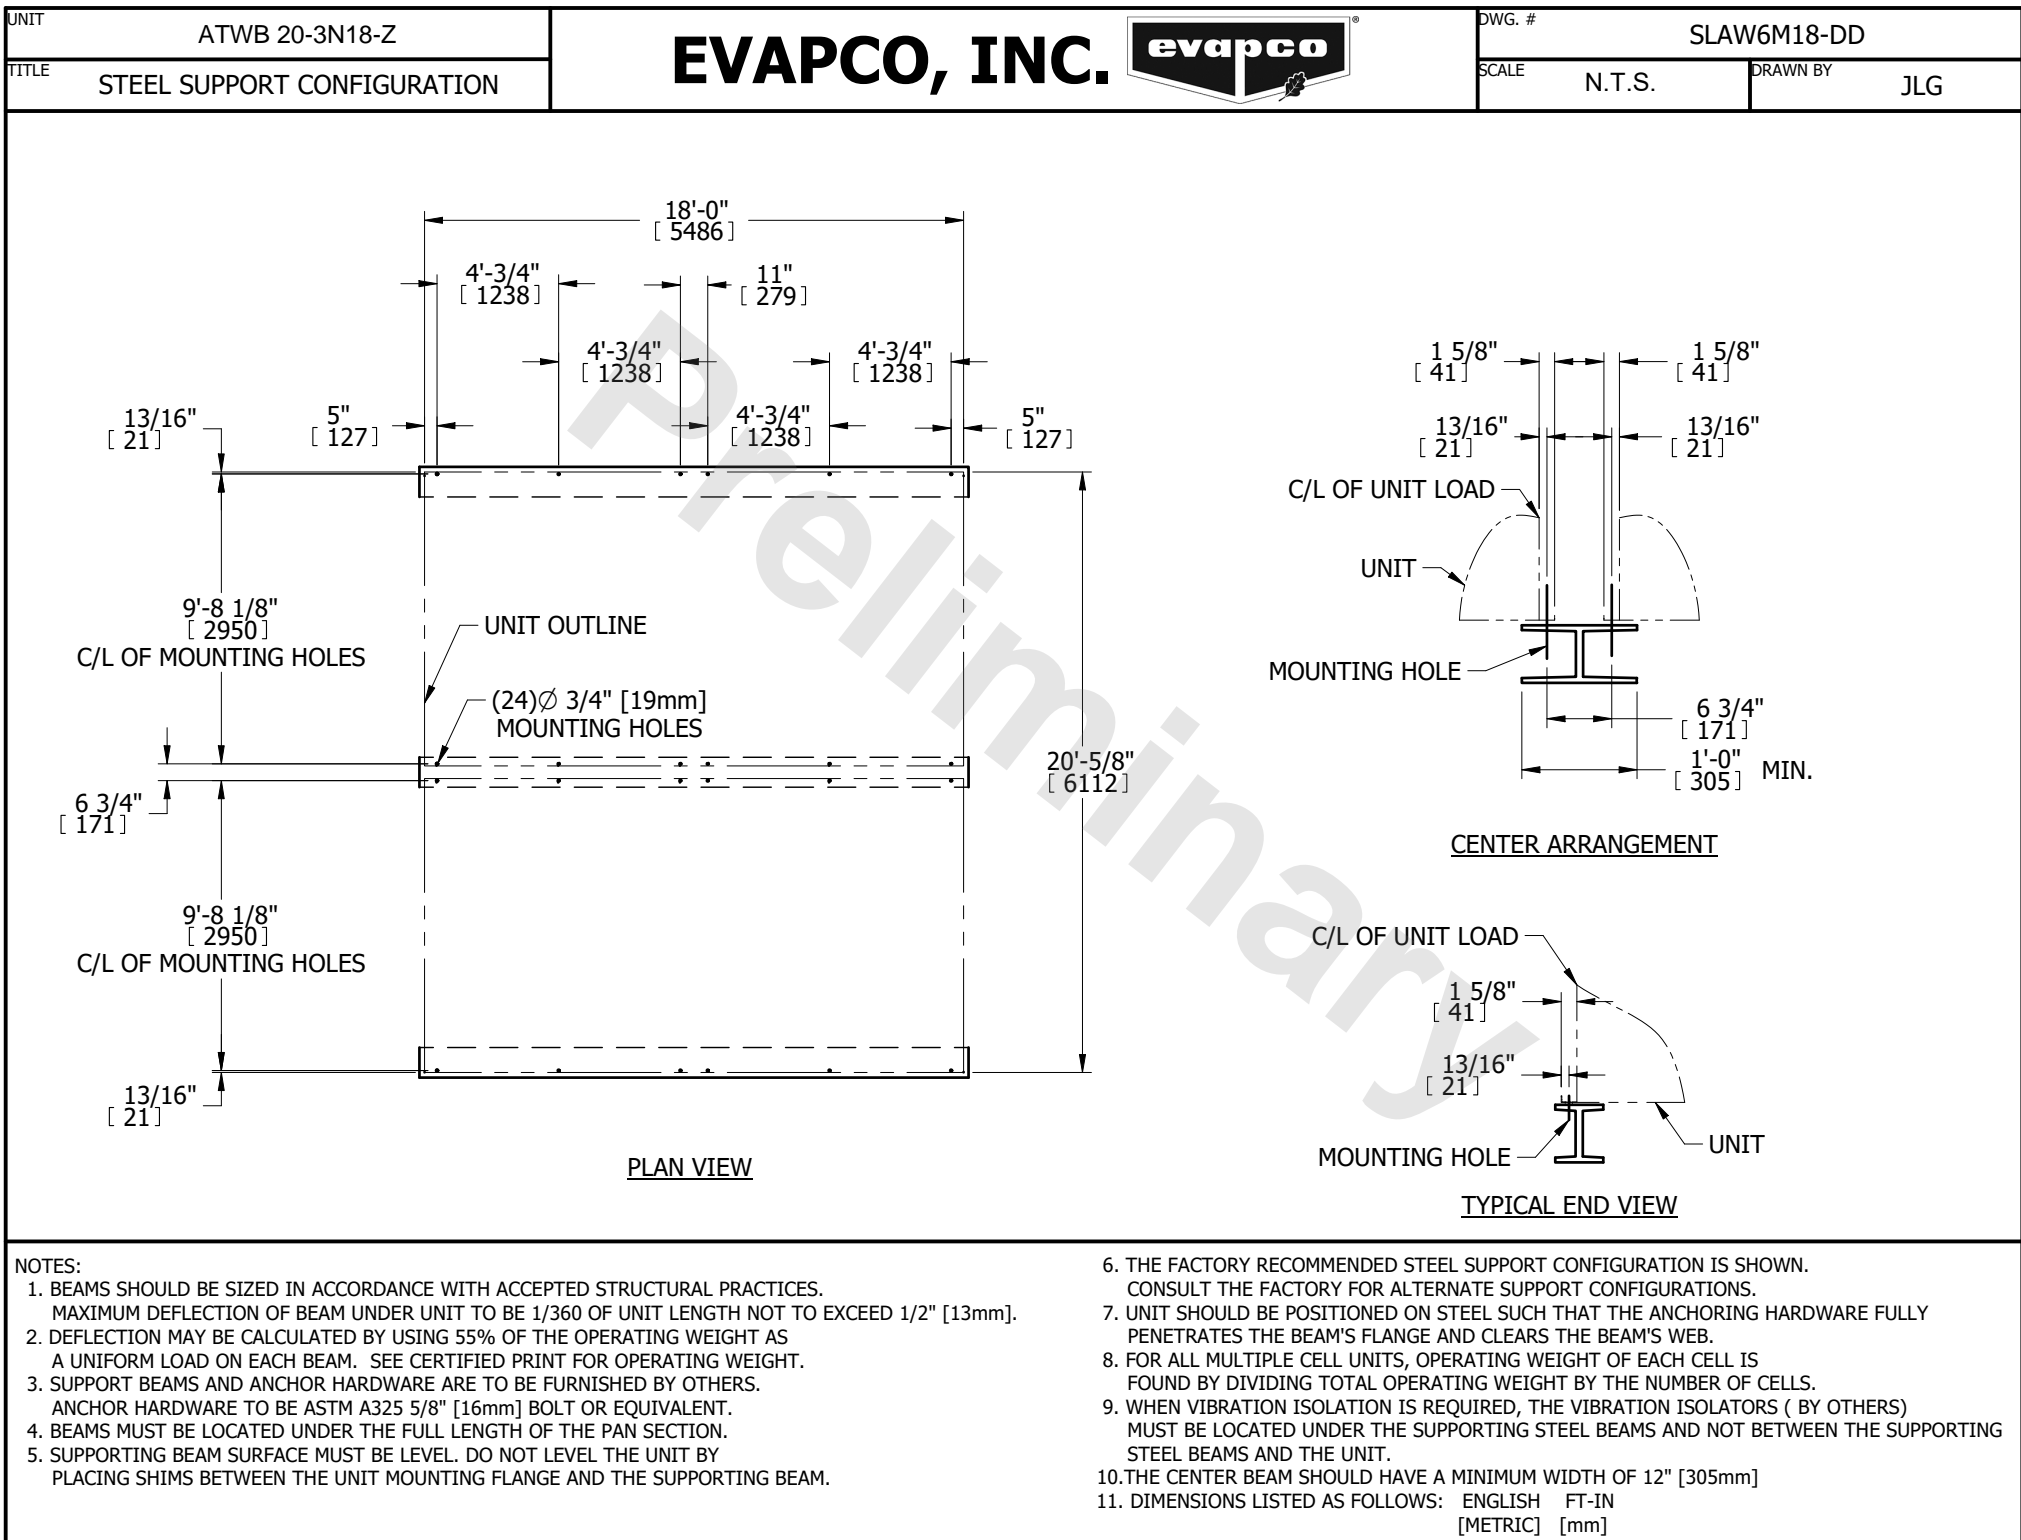 UNIT
ATWB 20-3N18-Z
TITLE
STEEL SUPPORT CONFIGURATION
EVAPCO, INC.
evapco
®
DWG. #
SLAW6M18-DD
SCALE
N.T.S.
DRAWN BY
JLG
18'-0"
[ 5486 ]
4'-3/4"
[ 1238 ]
11"
[ 279 ]
4'-3/4"
[ 1238 ]
4'-3/4"
[ 1238 ]
13/16"
[ 21 ]
5"
[ 127 ]
4'-3/4"
[ 1238 ]
5"
[ 127 ]
9'-8 1/8"
[ 2950 ]
C/L OF MOUNTING HOLES
UNIT OUTLINE
(24)∅ 3/4" [19mm]
MOUNTING HOLES
6 3/4"
[ 171 ]
20'-5/8"
[ 6112 ]
9'-8 1/8"
[ 2950 ]
C/L OF MOUNTING HOLES
13/16"
[ 21 ]
PLAN VIEW
Preliminary
1 5/8"
[ 41 ]
1 5/8"
[ 41 ]
13/16"
[ 21 ]
13/16"
[ 21 ]
C/L OF UNIT LOAD
UNIT
MOUNTING HOLE
6 3/4"
[ 171 ]
1'-0"
[ 305 ] MIN.
CENTER ARRANGEMENT
C/L OF UNIT LOAD
1 5/8"
[ 41 ]
13/16"
[ 21 ]
MOUNTING HOLE
UNIT
TYPICAL END VIEW
NOTES:
1. BEAMS SHOULD BE SIZED IN ACCORDANCE WITH ACCEPTED STRUCTURAL PRACTICES.
MAXIMUM DEFLECTION OF BEAM UNDER UNIT TO BE 1/360 OF UNIT LENGTH NOT TO EXCEED 1/2" [13mm].
2. DEFLECTION MAY BE CALCULATED BY USING 55% OF THE OPERATING WEIGHT AS
A UNIFORM LOAD ON EACH BEAM. SEE CERTIFIED PRINT FOR OPERATING WEIGHT.
3. SUPPORT BEAMS AND ANCHOR HARDWARE ARE TO BE FURNISHED BY OTHERS.
ANCHOR HARDWARE TO BE ASTM A325 5/8" [16mm] BOLT OR EQUIVALENT.
4. BEAMS MUST BE LOCATED UNDER THE FULL LENGTH OF THE PAN SECTION.
5. SUPPORTING BEAM SURFACE MUST BE LEVEL. DO NOT LEVEL THE UNIT BY
PLACING SHIMS BETWEEN THE UNIT MOUNTING FLANGE AND THE SUPPORTING BEAM.
6. THE FACTORY RECOMMENDED STEEL SUPPORT CONFIGURATION IS SHOWN.
CONSULT THE FACTORY FOR ALTERNATE SUPPORT CONFIGURATIONS.
7. UNIT SHOULD BE POSITIONED ON STEEL SUCH THAT THE ANCHORING HARDWARE FULLY
PENETRATES THE BEAM'S FLANGE AND CLEARS THE BEAM'S WEB.
8. FOR ALL MULTIPLE CELL UNITS, OPERATING WEIGHT OF EACH CELL IS
FOUND BY DIVIDING TOTAL OPERATING WEIGHT BY THE NUMBER OF CELLS.
9. WHEN VIBRATION ISOLATION IS REQUIRED, THE VIBRATION ISOLATORS ( BY OTHERS)
MUST BE LOCATED UNDER THE SUPPORTING STEEL BEAMS AND NOT BETWEEN THE SUPPORTING
STEEL BEAMS AND THE UNIT.
10.THE CENTER BEAM SHOULD HAVE A MINIMUM WIDTH OF 12" [305mm]
11. DIMENSIONS LISTED AS FOLLOWS: ENGLISH FT-IN
[METRIC] [mm]